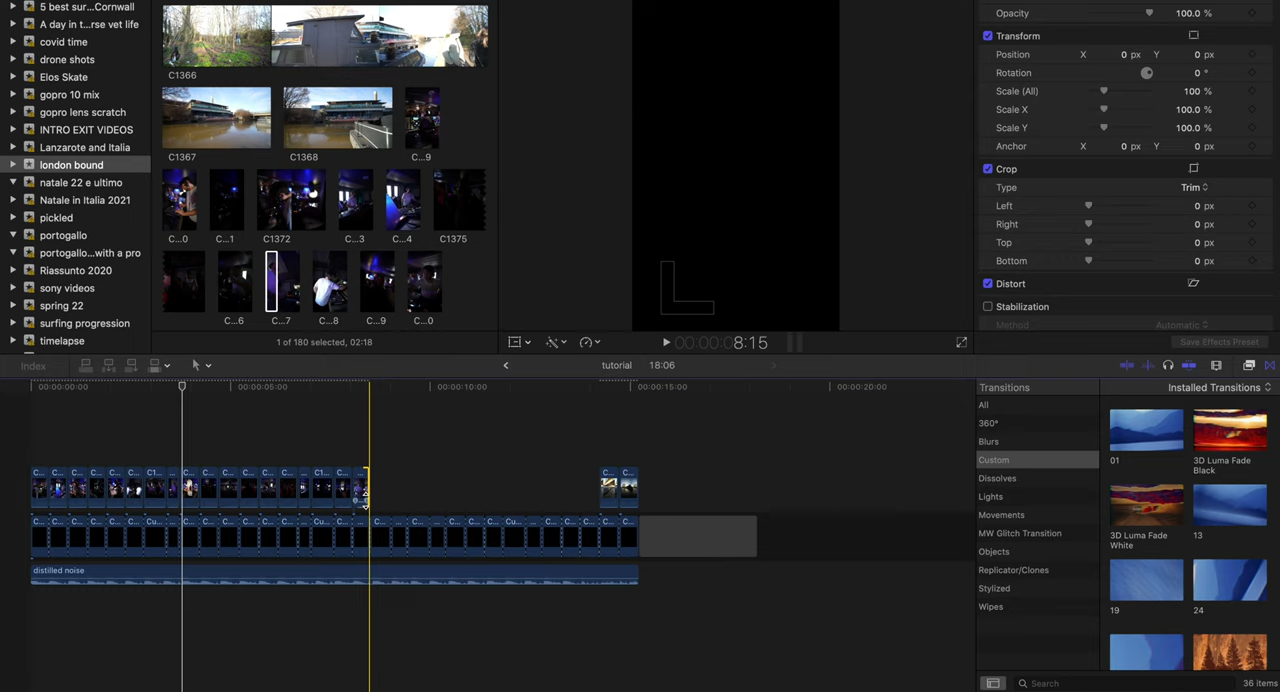 5 best sur...Cornwall
A day in t...rse vet life
covid time
drone shots
Elos Skate
gopro 10 mix
gopro lens scratch
INTRO EXIT VIDEOS
Lanzarote and Italia
london bound
natale 22 e ultimo
Natale in Italia 2021
pickled
portogallo
portogallo...with a pro
Riassunto 2020
sony videos
spring 22
surfing progression
timelapse
C1366
C1367 C1368 C...9
C...0 C...1 C1372 C...3 C...4 C1375
C...6 C...7 C...8 C...9 C...0
1 of 180 selected, 02:18
00:00:00:08:15
Opacity 100.0 %
Transform
Position X 0 px Y 0 px
Rotation 0 °
Scale (All) 100 %
Scale X 100.0 %
Scale Y 100.0 %
Anchor X 0 px Y 0 px
Crop
Type Trim
Left 0 px
Right 0 px
Top 0 px
Bottom 0 px
Distort
Stabilization
Method Automatic
Save Effects Preset
Index tutorial 18:06
00:00:00:00 00:00:05:00 00:00:10:00 00:00:15:00 00:00:20:00
C... C... C... C... C... C... C1... ... C... C... C... C... C... C... ... C1... C... ... C... C...
C... C... C... C... C... C... Cu... ... C... C... C... C... C... C... ... Cu... C... ... C... ... C... C... C... C... ... Cu... C... C... C... C... C... C...
distilled noise
Transitions Installed Transitions
All
360°
Blurs
Custom
Dissolves
Lights
Movements
MW Glitch Transition
Objects
Replicator/Clones
Stylized
Wipes
01 3D Luma Fade Black
3D Luma Fade White 13
19 24
Search 36 items